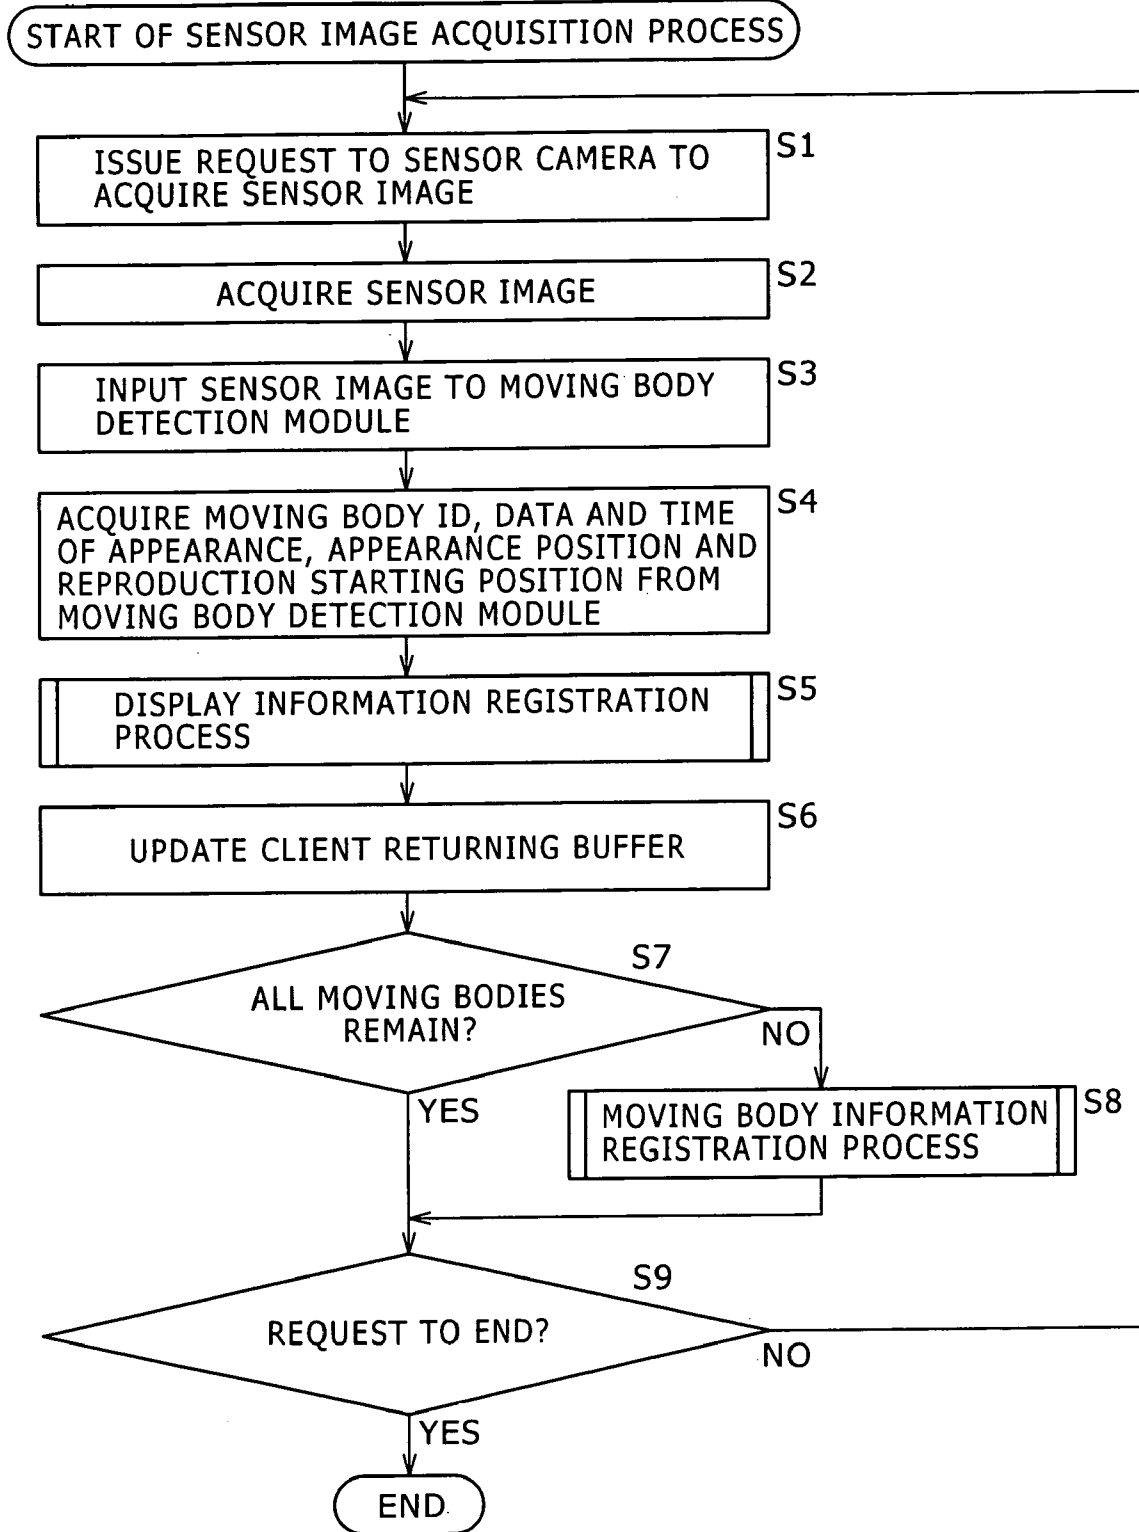 START OF SENSOR IMAGE ACQUISITION PROCESS
S1
ISSUE REQUEST TO SENSOR CAMERA TO
ACQUIRE SENSOR IMAGE
S2
ACQUIRE SENSOR IMAGE
S3
INPUT SENSOR IMAGE TO MOVING BODY
DETECTION MODULE
S4
ACQUIRE MOVING BODY ID, DATA AND TIME
OF APPEARANCE, APPEARANCE POSITION AND
REPRODUCTION STARTING POSITION FROM
MOVING BODY DETECTION MODULE
S5
DISPLAY INFORMATION REGISTRATION
PROCESS
S6
UPDATE CLIENT RETURNING BUFFER
S7
ALL MOVING BODIES
REMAIN?
NO
YES
S8
MOVING BODY INFORMATION
REGISTRATION PROCESS
S9
REQUEST TO END?
NO
YES
END